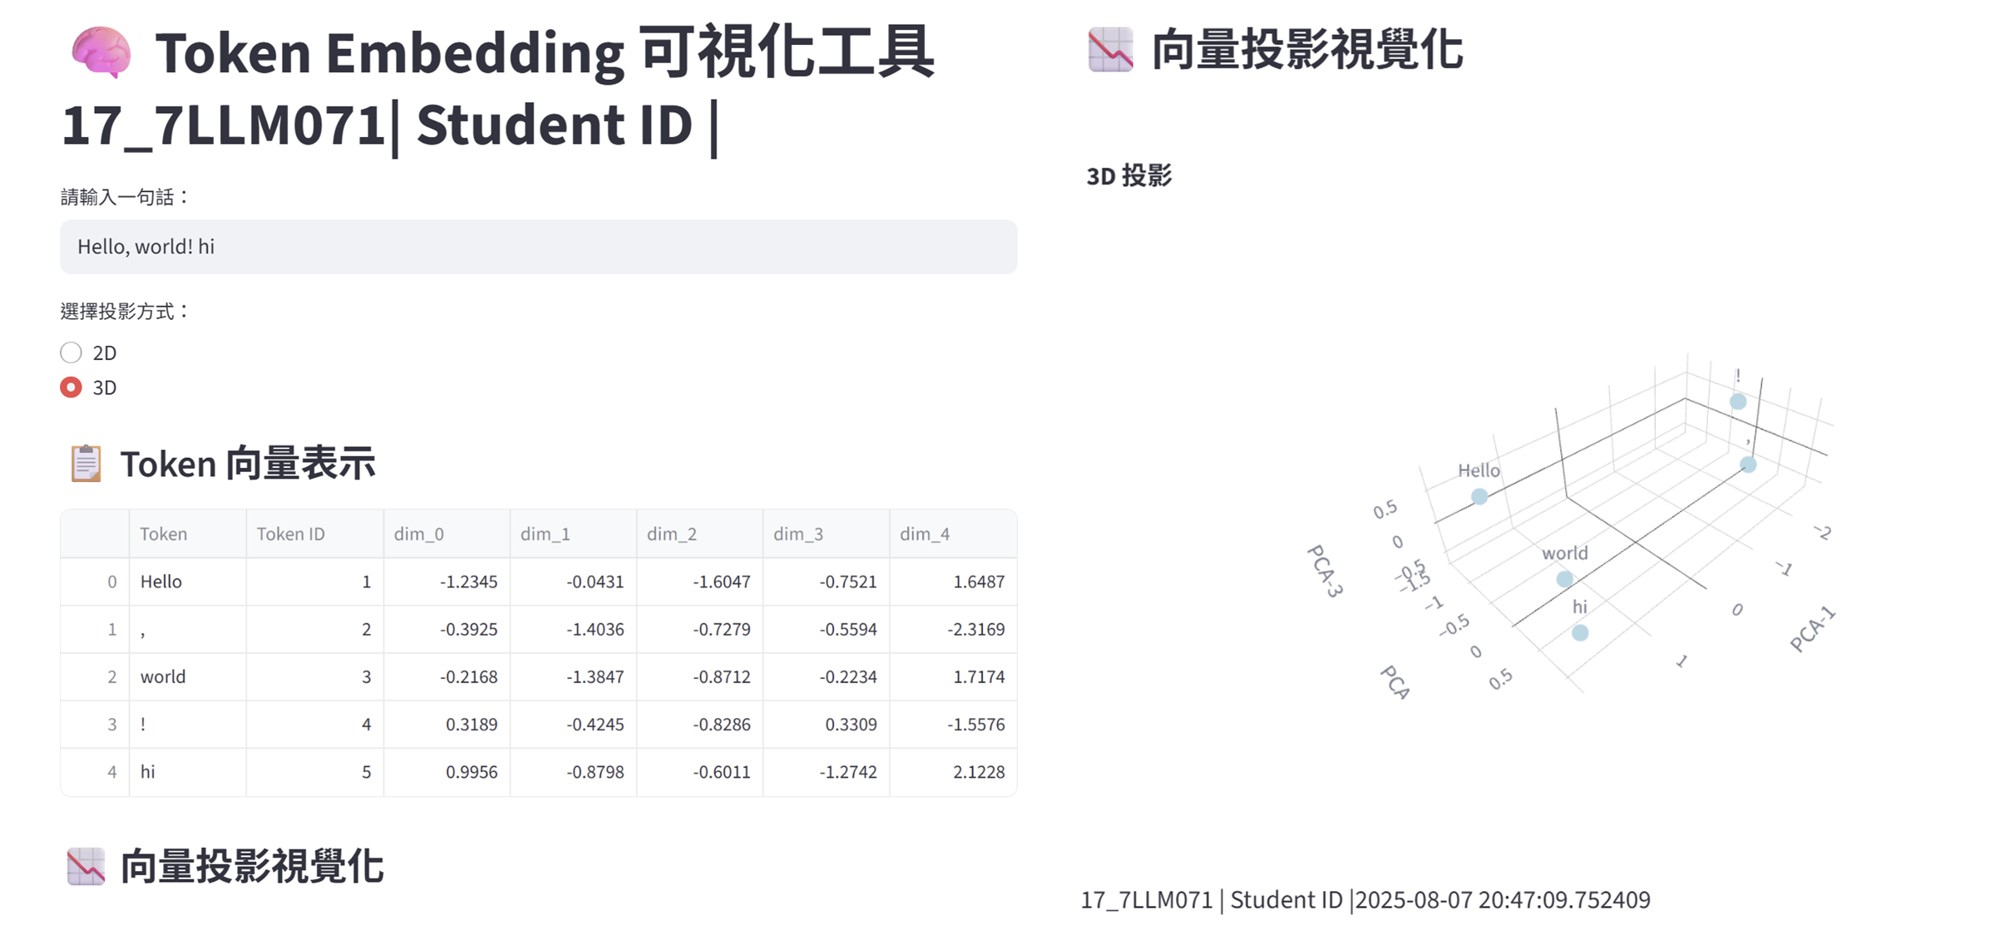 Token Embedding 可視化工具
17_7LLM071| Student ID |
請輸入一句話：
Hello, world! hi
選擇投影方式：
2D
3D
Token 向量表示
Token Token ID dim_0 dim_1 dim_2 dim_3 dim_4
0 Hello 1 -1.2345 -0.0431 -1.6047 -0.7521 1.6487
1 , 2 -0.3925 -1.4036 -0.7279 -0.5594 -2.3169
2 world 3 -0.2168 -1.3847 -0.8712 -0.2234 1.7174
3 ! 4 0.3189 -0.4245 -0.8286 0.3309 -1.5576
4 hi 5 0.9956 -0.8798 -0.6011 -1.2742 2.1228
向量投影視覺化
向量投影視覺化
3D 投影
!
,
Hello
world
hi
0.5
0
−0.5
PCA-3
−1.5
−1
−0.5
0
0.5
PCA
−2
−1
0
1
PCA-1
17_7LLM071 | Student ID |2025-08-07 20:47:09.752409